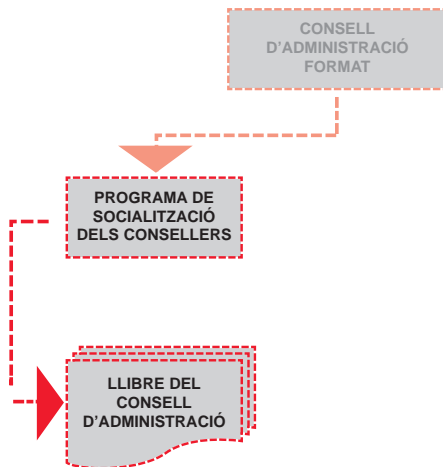 CONSELL
D'ADMINISTRACIÓ
FORMAT
PROGRAMA DE
SOCIALITZACIÓ
DELS CONSELLERS
LLIBRE DEL
CONSELL
D'ADMINISTRACIÓ